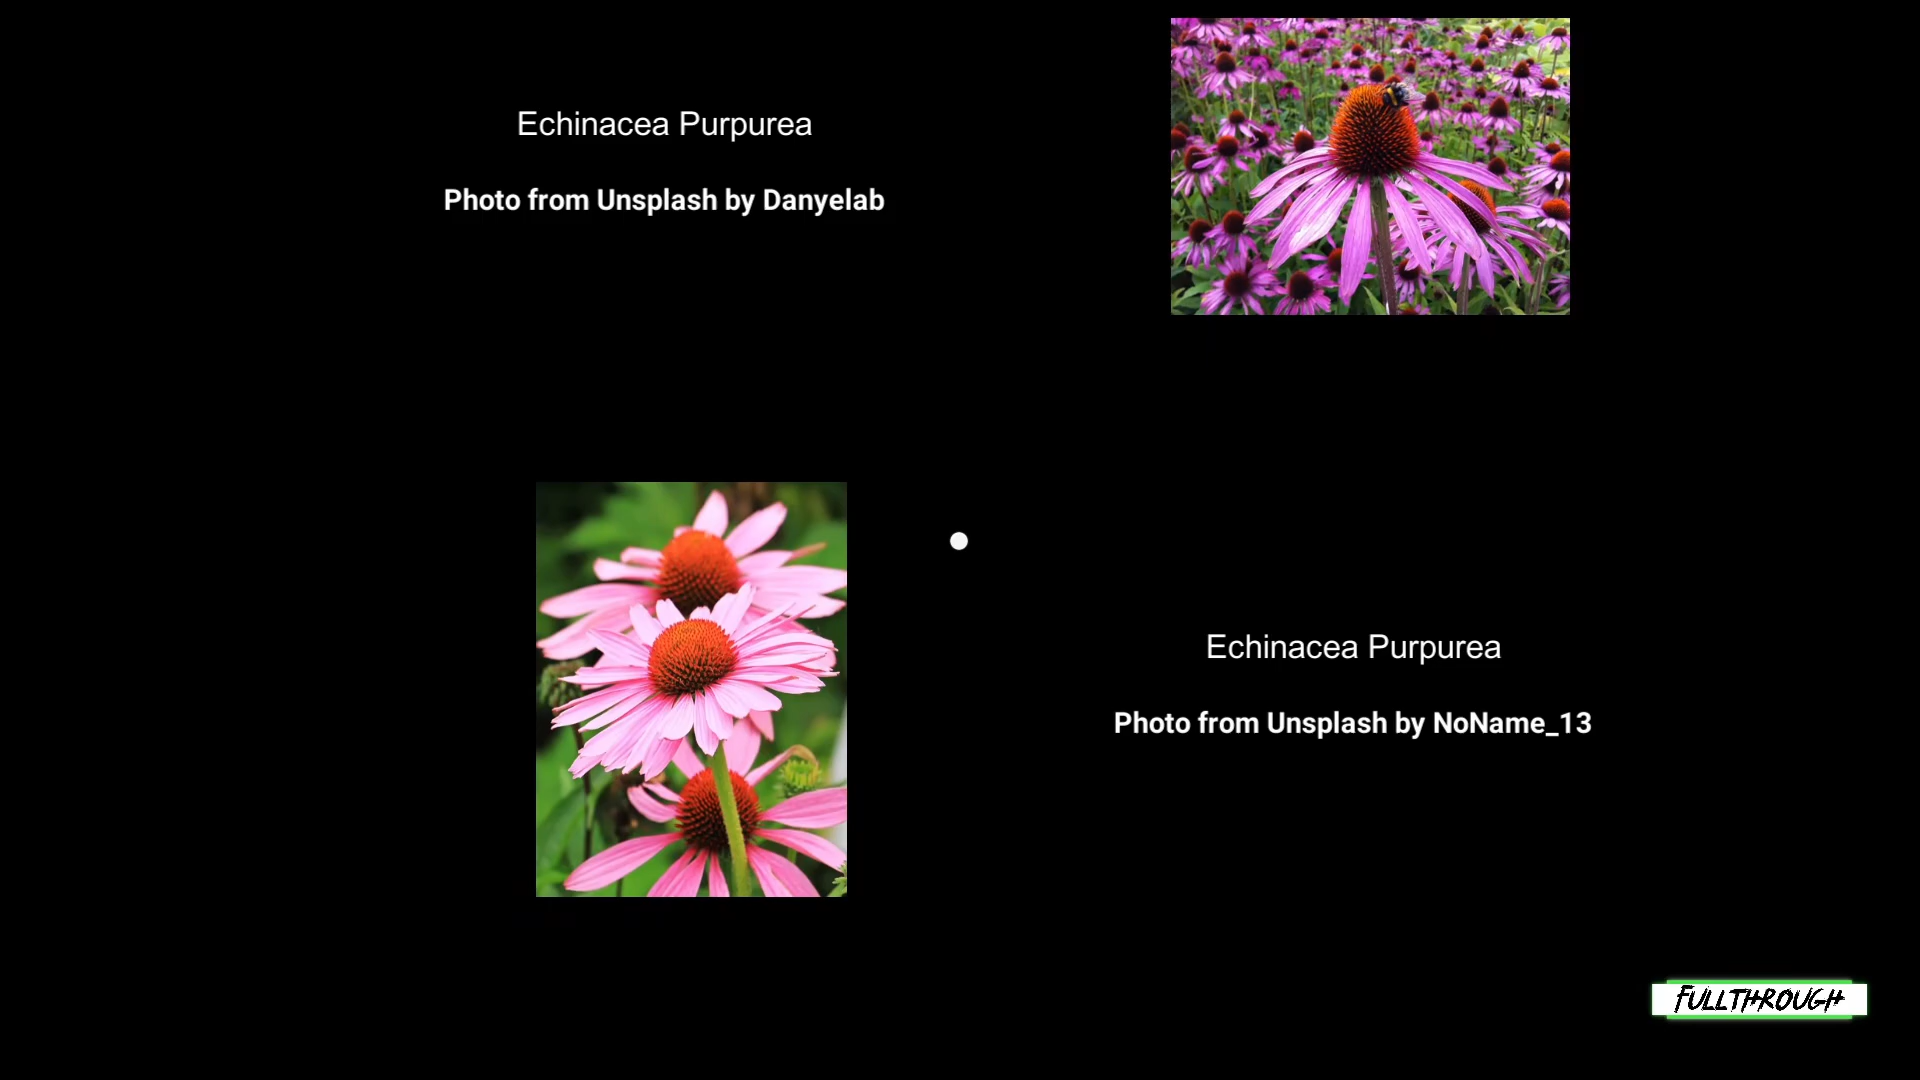 Echinacea Purpurea
Photo from Unsplash by Danyelab
Echinacea Purpurea
Photo from Unsplash by NoName_13
FULLTHROUGH